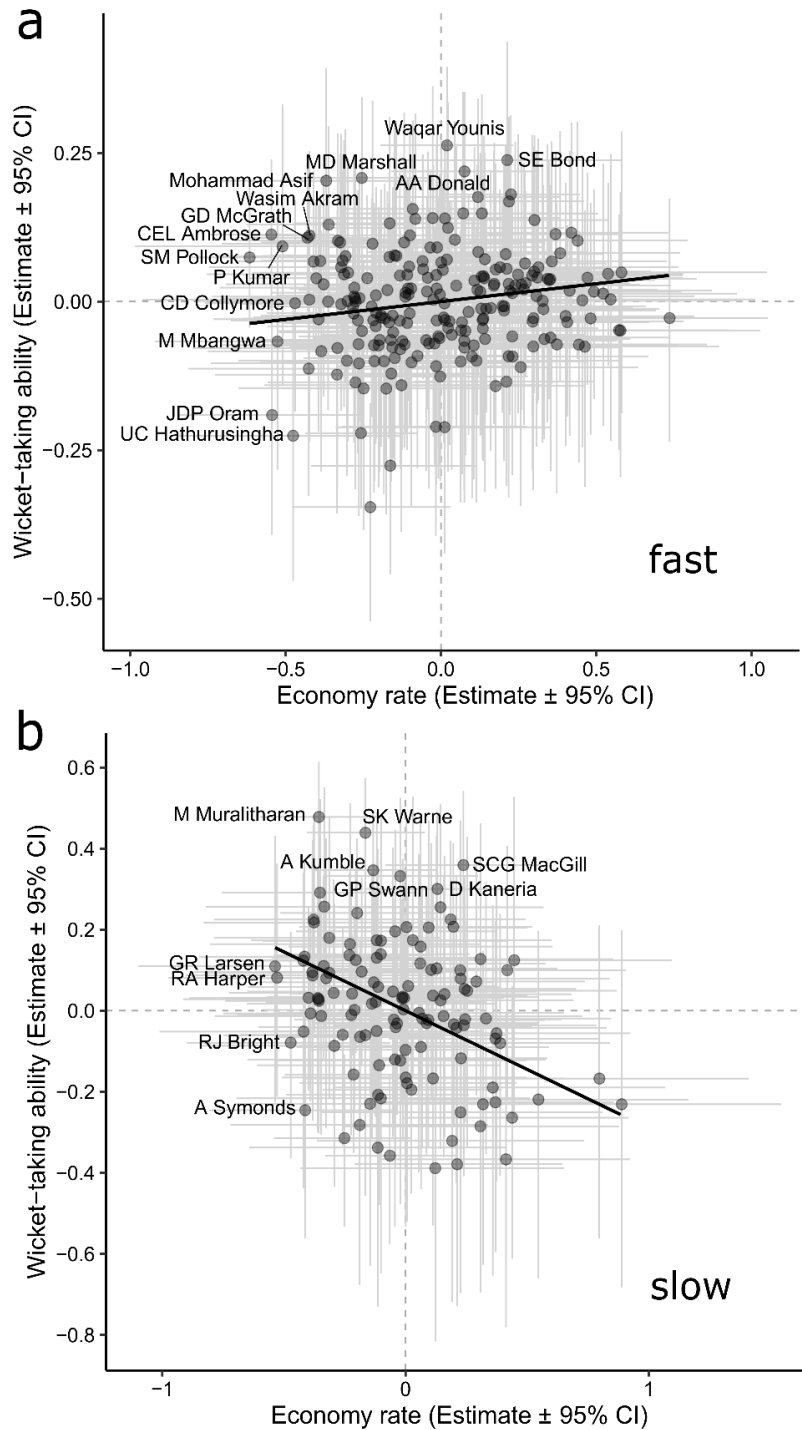 a
Wicket−taking ability (Estimate ± 95% CI)
0.25
0.00
−0.25
−0.50
Waqar Younis
SE Bond
MD Marshall
AA Donald
Mohammad Asif
Wasim Akram
GD McGrath
CEL Ambrose
SM Pollock
P Kumar
CD Collymore
M Mbangwa
JDP Oram
UC Hathurusingha
fast
−1.0 −0.5 0.0 0.5 1.0
Economy rate (Estimate ± 95% CI)
b
Wicket−taking ability (Estimate ± 95% CI)
0.6
0.4
0.2
0.0
−0.2
−0.4
−0.6
−0.8
M Muralitharan
SK Warne
A Kumble
SCG MacGill
GP Swann
D Kaneria
GR Larsen
RA Harper
RJ Bright
A Symonds
slow
−1 0 1
Economy rate (Estimate ± 95% CI)